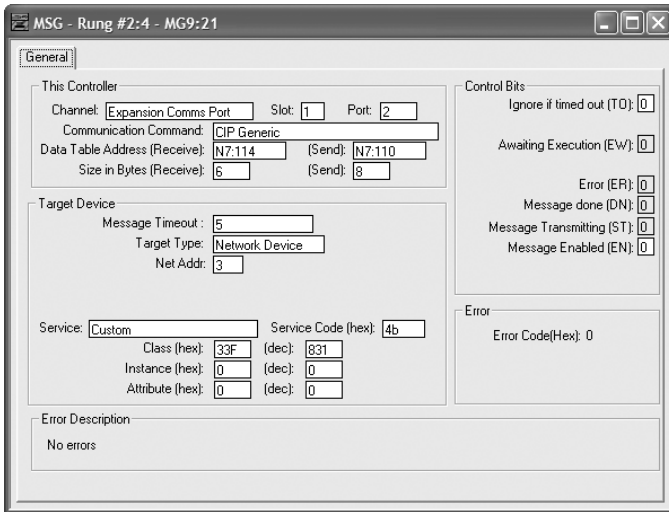 MSG - Rung #2:4 - MG9:21
General
This Controller
Channel: Expansion Comms Port Slot: 1 Port: 2
Communication Command: CIP Generic
Data Table Address (Receive): N7:114 (Send): N7:110
Size in Bytes (Receive): 6 (Send): 8
Target Device
Message Timeout : 5
Target Type: Network Device
Net Addr: 3
Service: Custom Service Code (hex): 4b
Class (hex): 33F (dec): 831
Instance (hex): 0 (dec): 0
Attribute (hex): 0 (dec): 0
Control Bits
Ignore if timed out (TO): 0
Awaiting Execution (EW): 0
Error (ER): 0
Message done (DN): 0
Message Transmitting (ST): 0
Message Enabled (EN): 0
Error
Error Code(Hex): 0
Error Description
No errors